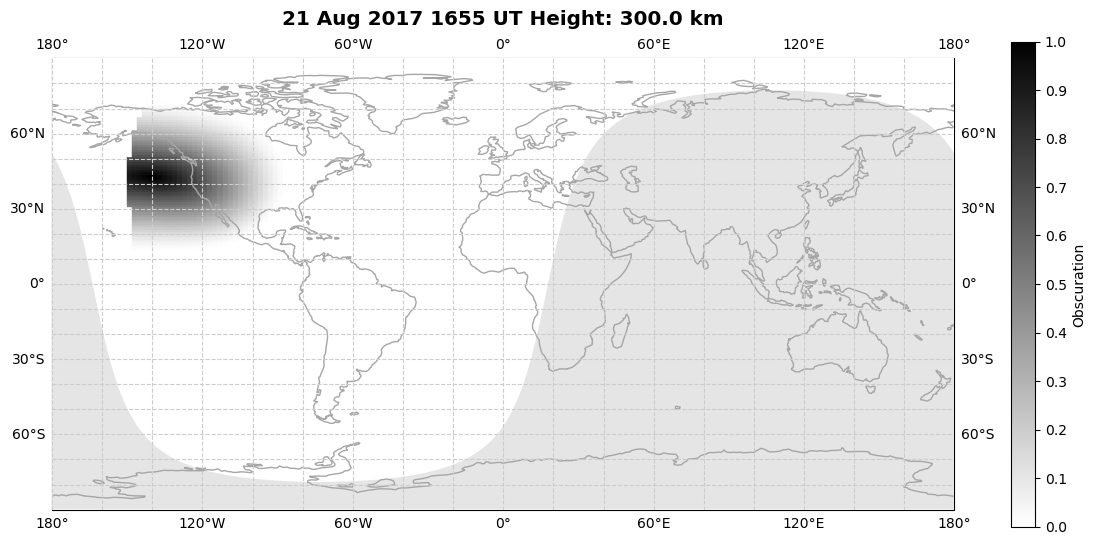 21 Aug 2017 1655 UT Height: 300.0 km
180° 120°W 60°W 0° 60°E 120°E 180°
60°N 60°N
30°N 30°N
0° 0°
30°S 30°S
60°S 60°S
180° 120°W 60°W 0° 60°E 120°E 180°
1.0
0.9
0.8
0.7
0.6
0.5
0.4
0.3
0.2
0.1
0.0
Obscuration